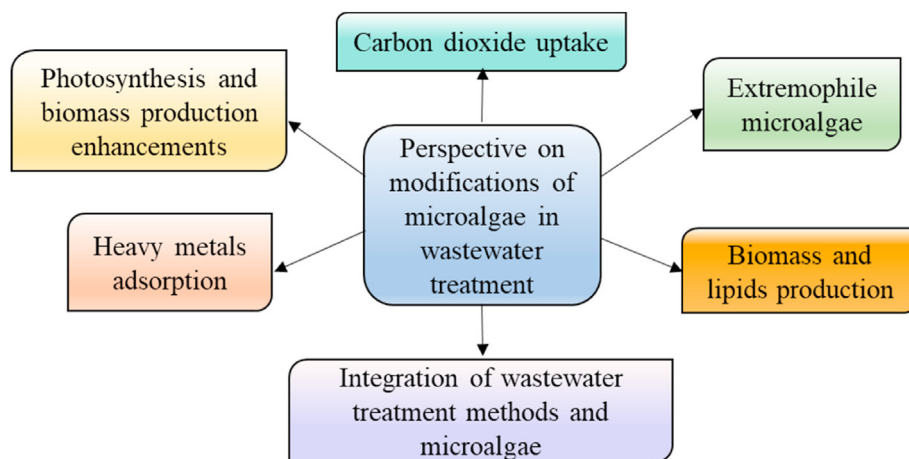 Carbon dioxide uptake
Photosynthesis and
biomass production
enhancements
Extremophile
microalgae
Perspective on
modifications of
microalgae in
wastewater
treatment
Heavy metals
adsorption
Biomass and
lipids production
Integration of wastewater
treatment methods and
microalgae